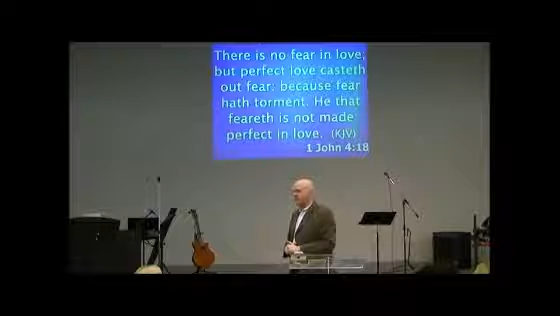 There is no fear in love,
but perfect love casteth
out fear: because fear
hath torment. He that
feareth is not made
perfect in love. (KJV)
1 John 4:18